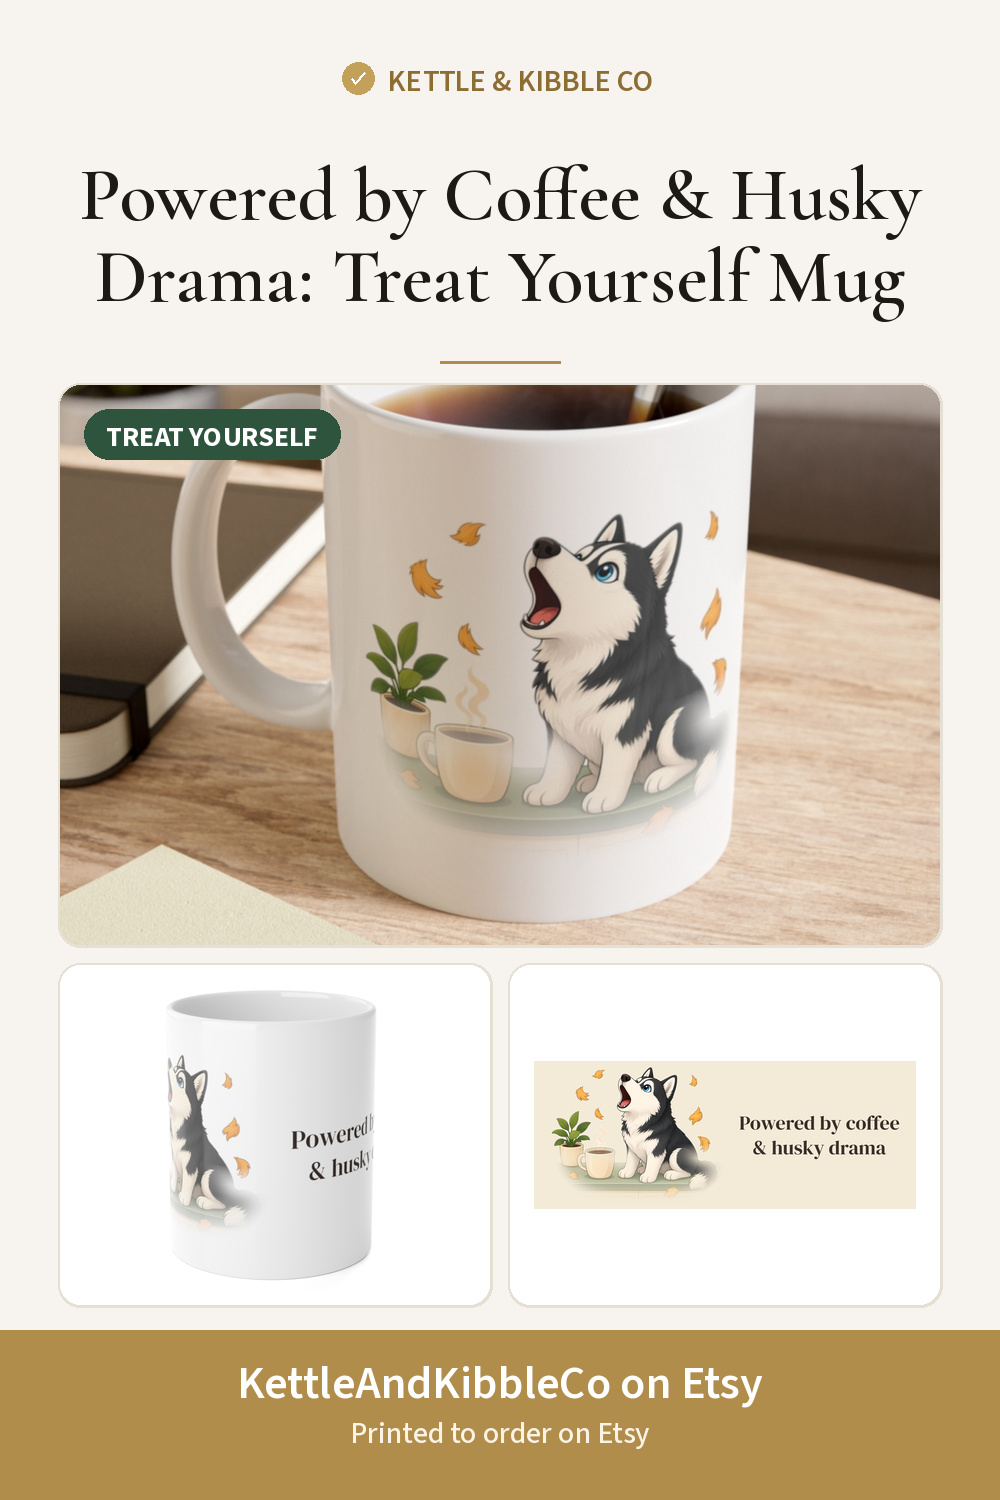 KETTLE & KIBBLE CO
Powered by Coffee & Husky
Drama: Treat Yourself Mug
TREAT YOURSELF
Powered b
& husky
Powered by coffee
& husky drama
KettleAndKibbleCo on Etsy
Printed to order on Etsy